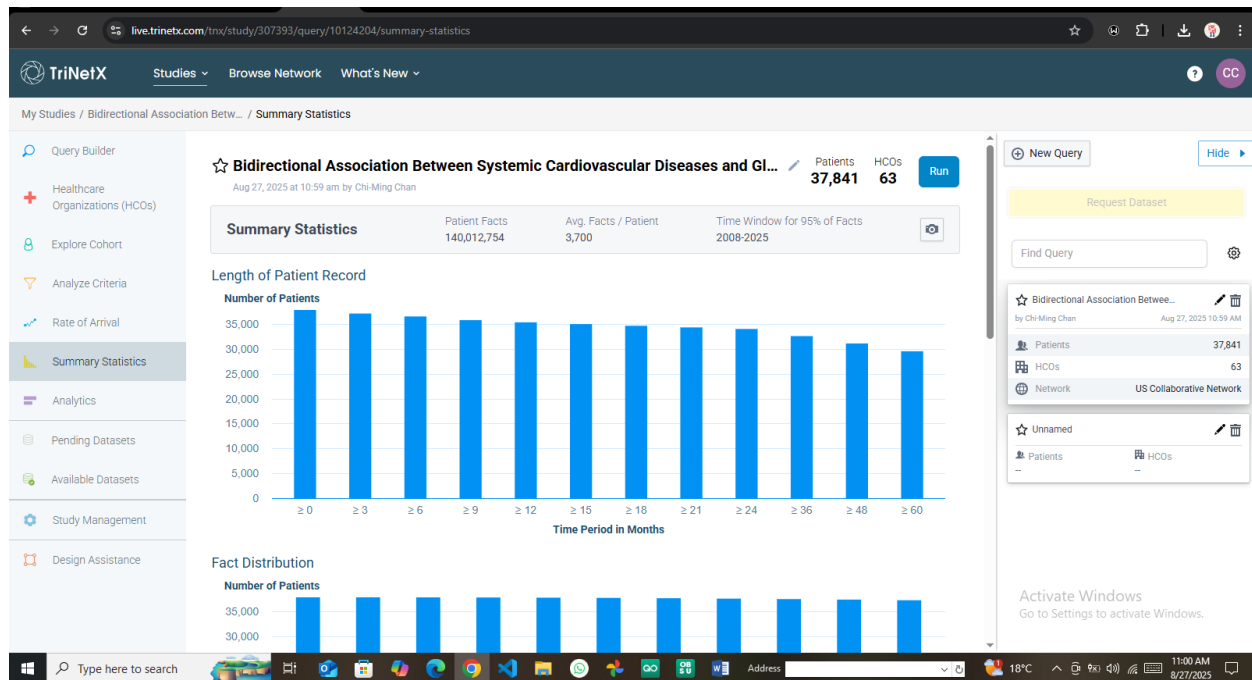 live.trinetx.com/tnx/study/307393/query/10124204/summary-statistics
TriNetX
Studies
Browse Network
What's New
?
CC
My Studies / Bidirectional Association Betw... / Summary Statistics
Query Builder
Healthcare
Organizations (HCOs)
Explore Cohort
Analyze Criteria
Rate of Arrival
Summary Statistics
Analytics
Pending Datasets
Available Datasets
Study Management
Design Assistance
Bidirectional Association Between Systemic Cardiovascular Diseases and Gl...
Aug 27, 2025 at 10:59 am by Chi-Ming Chan
Patients
37,841
HCOs
63
Run
Summary Statistics
Patient Facts
140,012,754
Avg. Facts / Patient
3,700
Time Window for 95% of Facts
2008-2025
Length of Patient Record
Number of Patients
35,000
30,000
25,000
20,000
15,000
10,000
5,000
0
≥ 0 ≥ 3 ≥ 6 ≥ 9 ≥ 12 ≥ 15 ≥ 18 ≥ 21 ≥ 24 ≥ 36 ≥ 48 ≥ 60
Time Period in Months
Fact Distribution
Number of Patients
35,000
30,000
New Query
Hide
Request Dataset
Find Query
Bidirectional Association Betwee...
by Chi-Ming Chan Aug 27, 2025 10:59 AM
Patients 37,841
HCOs 63
Network US Collaborative Network
Unnamed
Patients HCOs
-- --
Activate Windows
Go to Settings to activate Windows.
Type here to search
Address
18°C
11:00 AM
8/27/2025